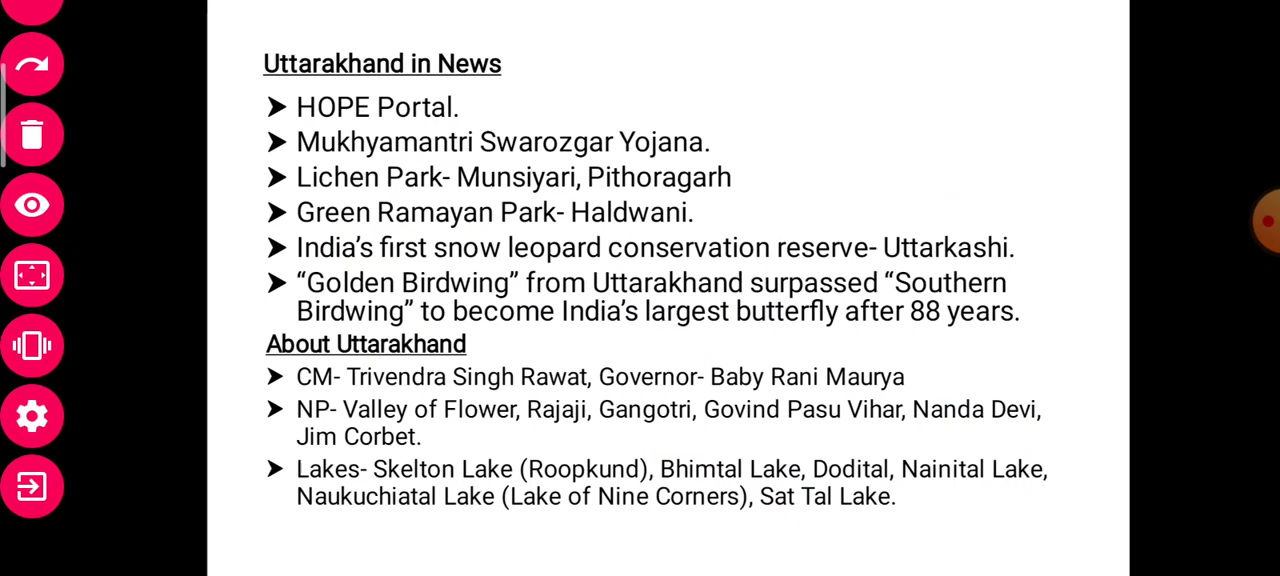 Uttarakhand in News
➤ HOPE Portal.
➤ Mukhyamantri Swarozgar Yojana.
➤ Lichen Park- Munsiyari, Pithoragarh
➤ Green Ramayan Park- Haldwani.
➤ India’s first snow leopard conservation reserve- Uttarkashi.
➤ “Golden Birdwing” from Uttarakhand surpassed “Southern
Birdwing” to become India’s largest butterfly after 88 years.
About Uttarakhand
➤ CM- Trivendra Singh Rawat, Governor- Baby Rani Maurya
➤ NP- Valley of Flower, Rajaji, Gangotri, Govind Pasu Vihar, Nanda Devi,
Jim Corbet.
➤ Lakes- Skelton Lake (Roopkund), Bhimtal Lake, Dodital, Nainital Lake,
Naukuchiatal Lake (Lake of Nine Corners), Sat Tal Lake.